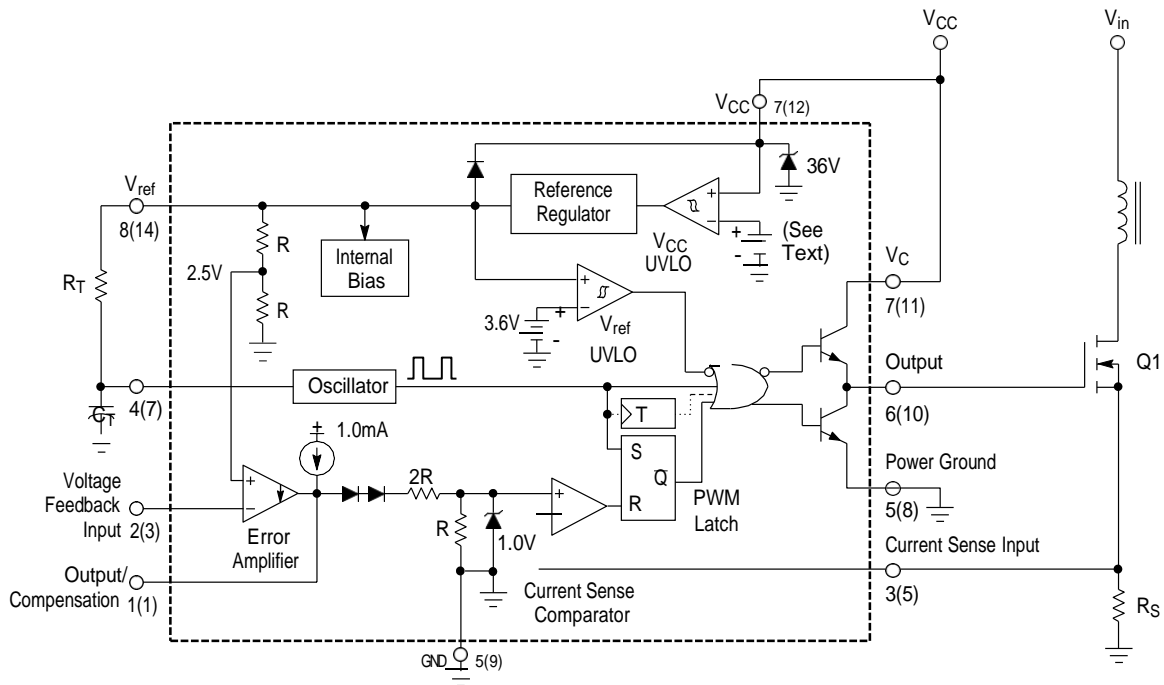 VCC
Vin
VCC 7(12)
36V
Vref
8(14)
Reference
Regulator
+
−
+
-
(See
Text)
VCC
UVLO
R
Internal
Bias
2.5V
RT
R
+
−
3.6V
+
-
Vref
UVLO
VC
7(11)
Output
6(10)
Q1
Oscillator
4(7)
CT
T
+
1.0mA
S
Q
R
PWM
Latch
Power Ground
5(8)
Voltage
Feedback
Input 2(3)
+
−
Error
Amplifier
2R
R
1.0V
+
Current Sense Input
3(5)
Output/
Compensation 1(1)
Current Sense
Comparator
RS
GND 5(9)